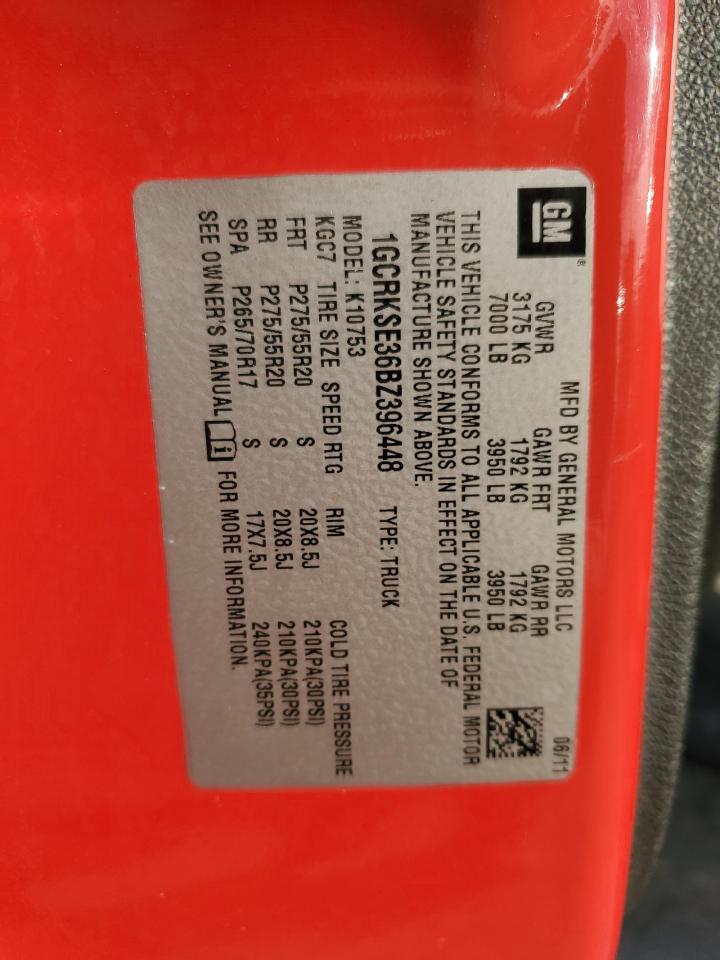 GM®
MFD BY GENERAL MOTORS LLC 06/11
GVWR GAWR FRT GAWR RR
3175 KG 1792 KG 1792 KG
7000 LB 3950 LB 3950 LB
THIS VEHICLE CONFORMS TO ALL APPLICABLE U.S. FEDERAL MOTOR
VEHICLE SAFETY STANDARDS IN EFFECT ON THE DATE OF
MANUFACTURE SHOWN ABOVE.
1GCRKSE36BZ396448 TYPE: TRUCK
MODEL: K10753
KGC7 TIRE SIZE SPEED RTG RIM COLD TIRE PRESSURE
FRT P275/55R20 S 20X8.5J 210KPA(30PSI)
RR P275/55R20 S 20X8.5J 210KPA(30PSI)
SPA P265/70R17 S 17X7.5J 240KPA(35PSI)
SEE OWNER'S MANUAL i FOR MORE INFORMATION.